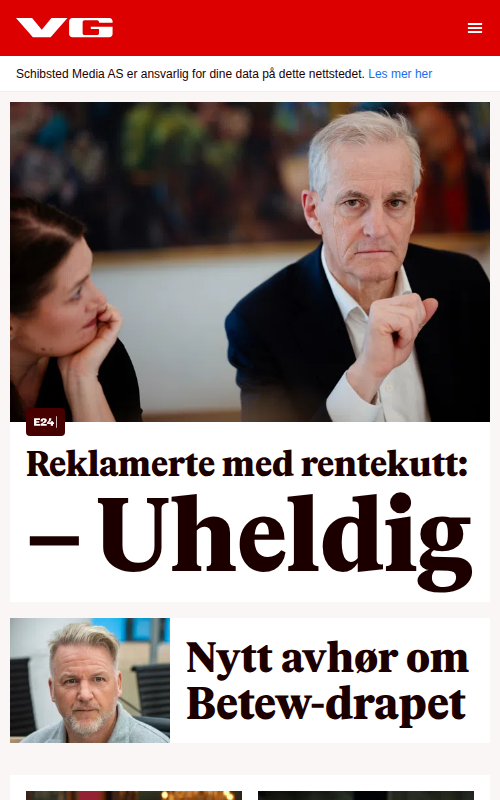 VG
Schibsted Media AS er ansvarlig for dine data på dette nettstedet. Les mer her
E24
Reklamerte med rentekutt:
– Uheldig
Nytt avhør om
Betew-drapet